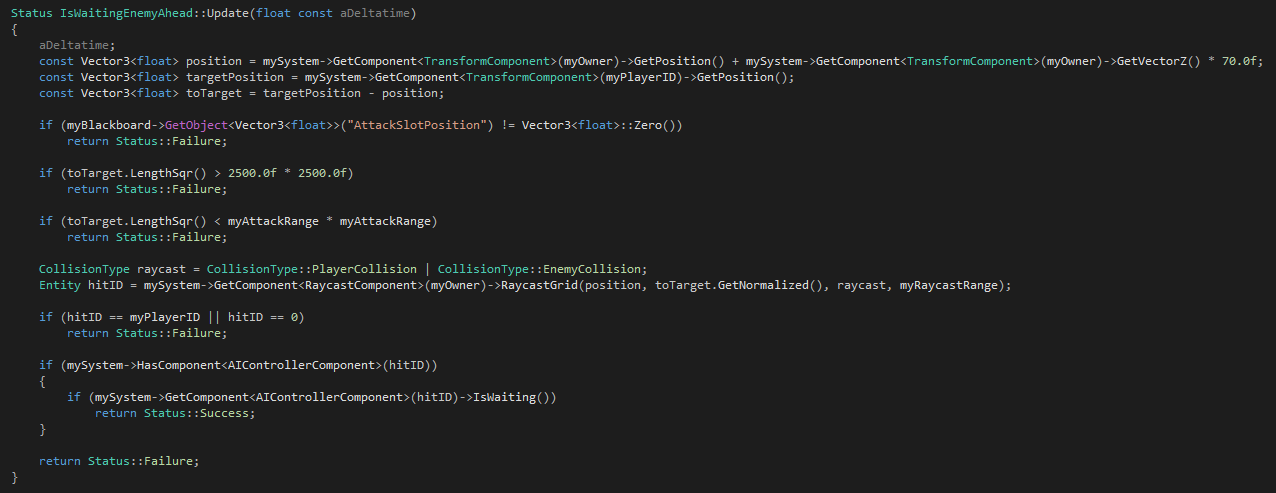 Status IsWaitingEnemyAhead::Update(float const aDeltatime)
{
    aDeltatime;
    const Vector3<float> position = mySystem->GetComponent<TransformComponent>(myOwner)->GetPosition() + mySystem->GetComponent<TransformComponent>(myOwner)->GetVectorZ() * 70.0f;
    const Vector3<float> targetPosition = mySystem->GetComponent<TransformComponent>(myPlayerID)->GetPosition();
    const Vector3<float> toTarget = targetPosition - position;

    if (myBlackboard->GetObject<Vector3<float>>("AttackSlotPosition") != Vector3<float>::Zero())
        return Status::Failure;

    if (toTarget.LengthSqr() > 2500.0f * 2500.0f)
        return Status::Failure;

    if (toTarget.LengthSqr() < myAttackRange * myAttackRange)
        return Status::Failure;

    CollisionType raycast = CollisionType::PlayerCollision | CollisionType::EnemyCollision;
    Entity hitID = mySystem->GetComponent<RaycastComponent>(myOwner)->RaycastGrid(position, toTarget.GetNormalized(), raycast, myRaycastRange);

    if (hitID == myPlayerID || hitID == 0)
        return Status::Failure;

    if (mySystem->HasComponent<AIControllerComponent>(hitID))
    {
        if (mySystem->GetComponent<AIControllerComponent>(hitID)->IsWaiting())
            return Status::Success;
    }

    return Status::Failure;
}